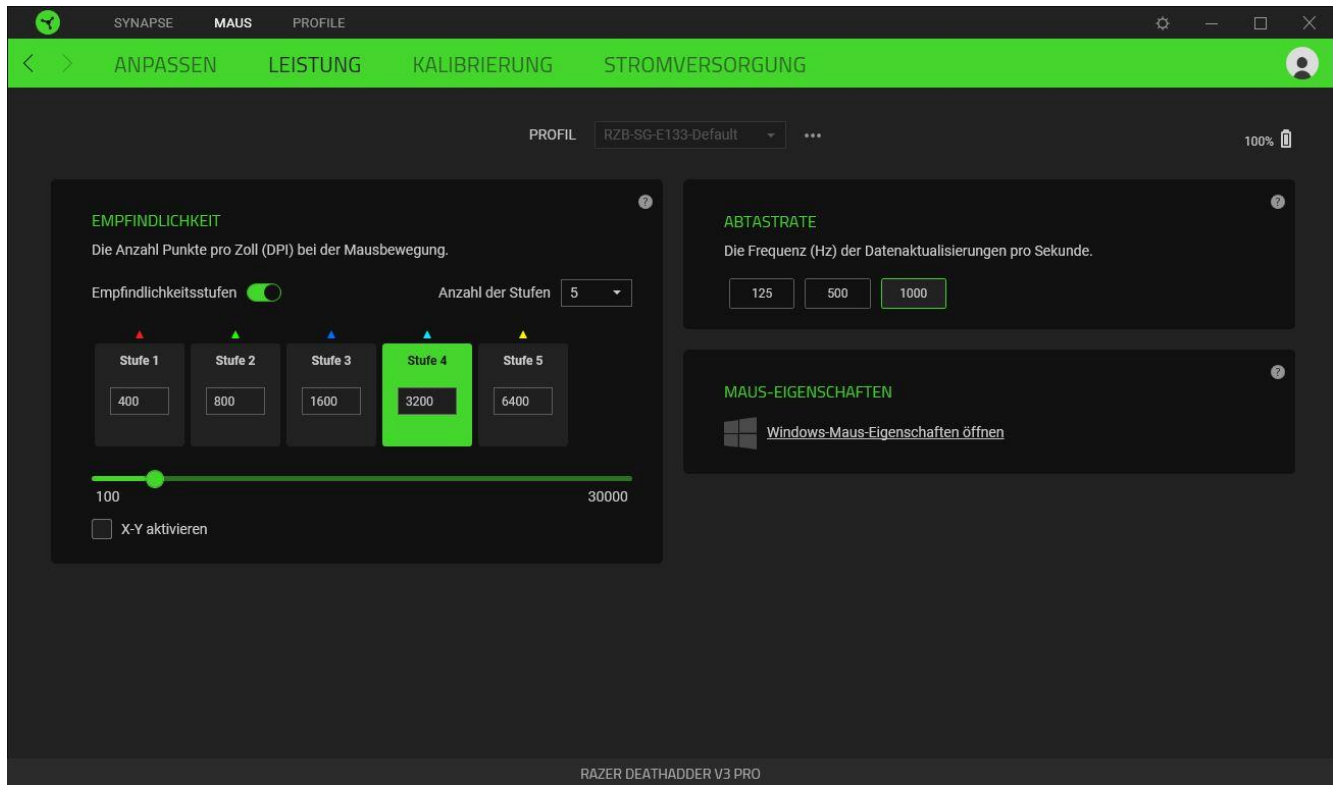 SYNAPSE MAUS PROFILE
ANPASSEN LEISTUNG KALIBRIERUNG STROMVERSORGUNG
PROFIL RZB-SG-E133-Default
100%
EMPFINDLICHKEIT
Die Anzahl Punkte pro Zoll (DPI) bei der Mausbewegung.
Empfindlichkeitsstufen Anzahl der Stufen 5
Stufe 1 Stufe 2 Stufe 3 Stufe 4 Stufe 5
400 800 1600 3200 6400
100 30000
X-Y aktivieren
ABTASTRATE
Die Frequenz (Hz) der Datenaktualisierungen pro Sekunde.
125 500 1000
MAUS-EIGENSCHAFTEN
Windows-Maus-Eigenschaften öffnen
RAZER DEATHADDER V3 PRO